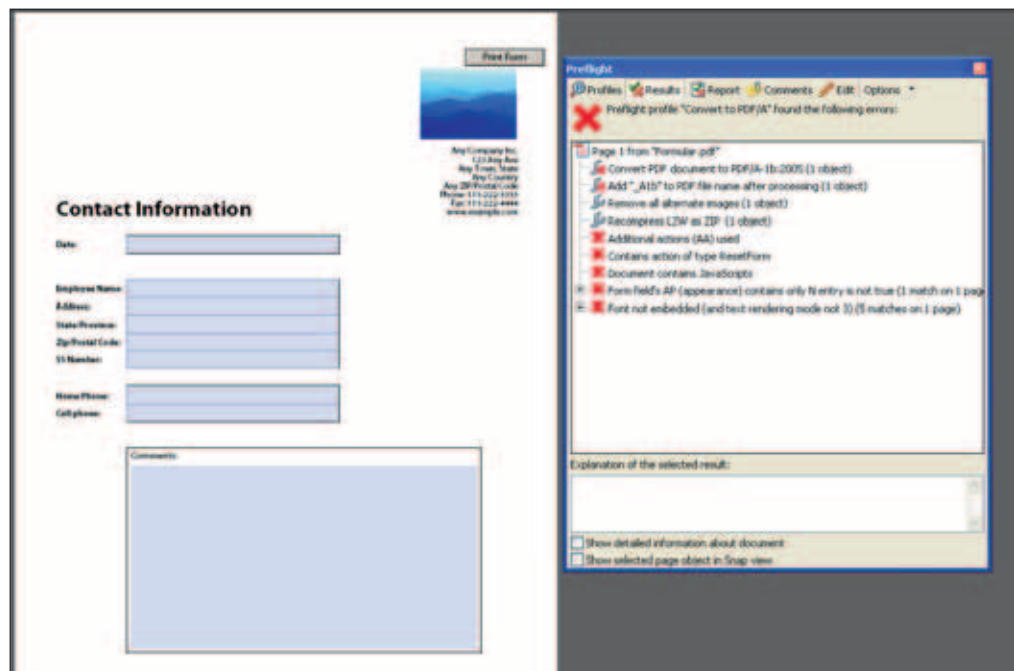 Print Form
Any Company Inc.
123 Any Ave
Any Town, State
Any Country
Any ZIP/Postal Code
Phone: 111-222-3333
Fax: 111-222-4444
www.example.com
Contact Information
Date:
Employee Name:
Address:
State/Province:
Zip/Postal Code:
SS Number:
Home Phone:
Cell phone:
Comments:
Preflight
Profiles Results Report Comments Edit Options
Preflight profile "Convert to PDF/A" found the following errors:
Page 1 from "Formular.pdf"
Convert PDF document to PDF/A-1b:2005 (1 object)
Add "_A1b" to PDF file name after processing (1 object)
Remove all alternate images (1 object)
Recompress LZW as ZIP (1 object)
Additional actions (AA) used
Contains action of type ResetForm
Document contains JavaScripts
Form field's AP (appearance) contains only N entry is not true (1 match on 1 pag
Font not embedded (and text rendering mode not 3) (5 matches on 1 page)
Explanation of the selected result:
Show detailed information about document
Show selected page object in Snap view